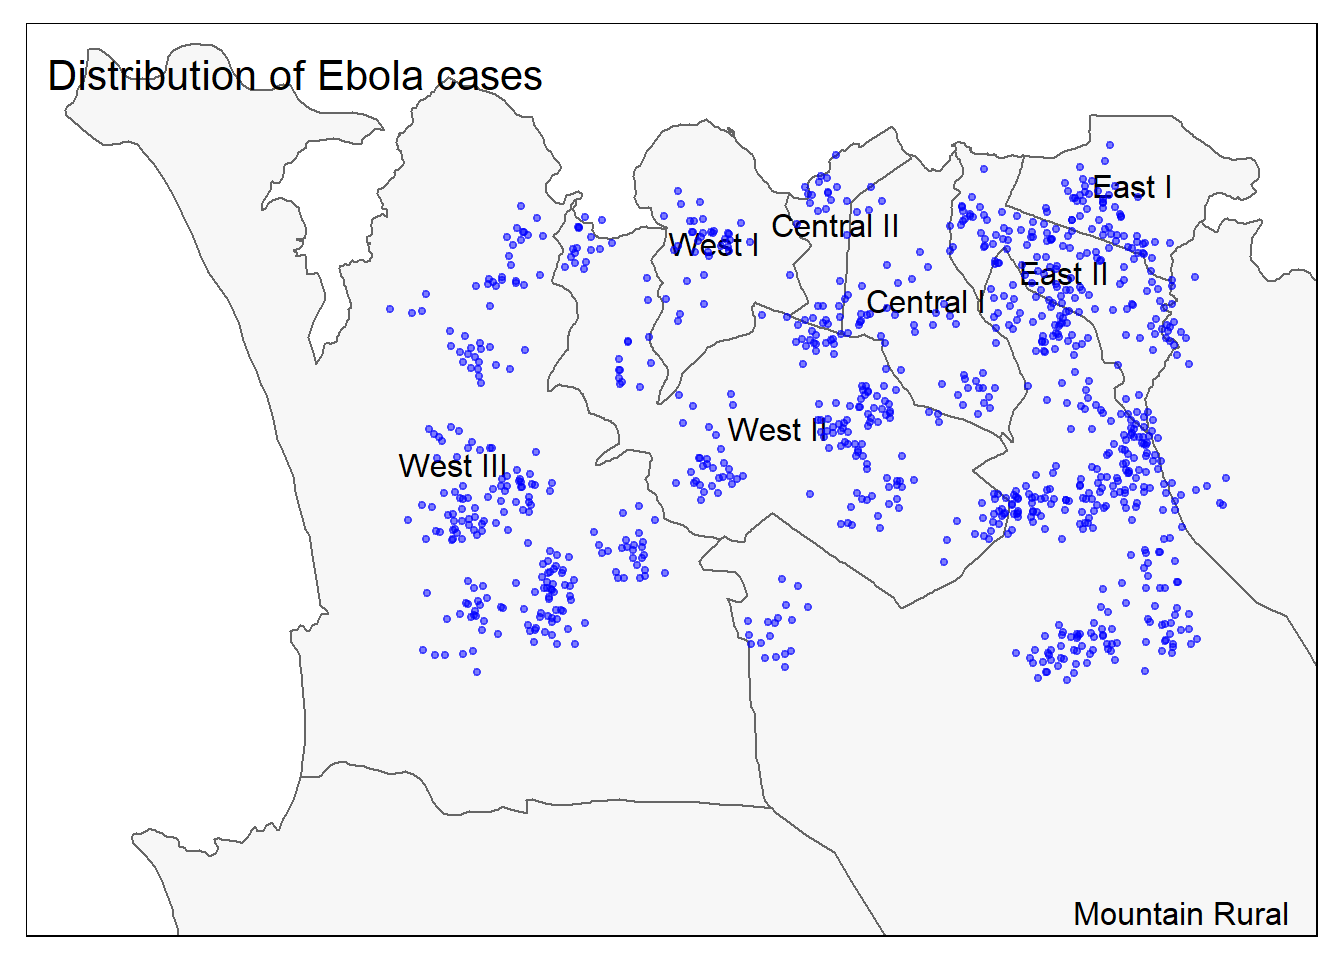 Distribution of Ebola cases
East I
Central II
West I
East II
Central I
West II
West III
Mountain Rural